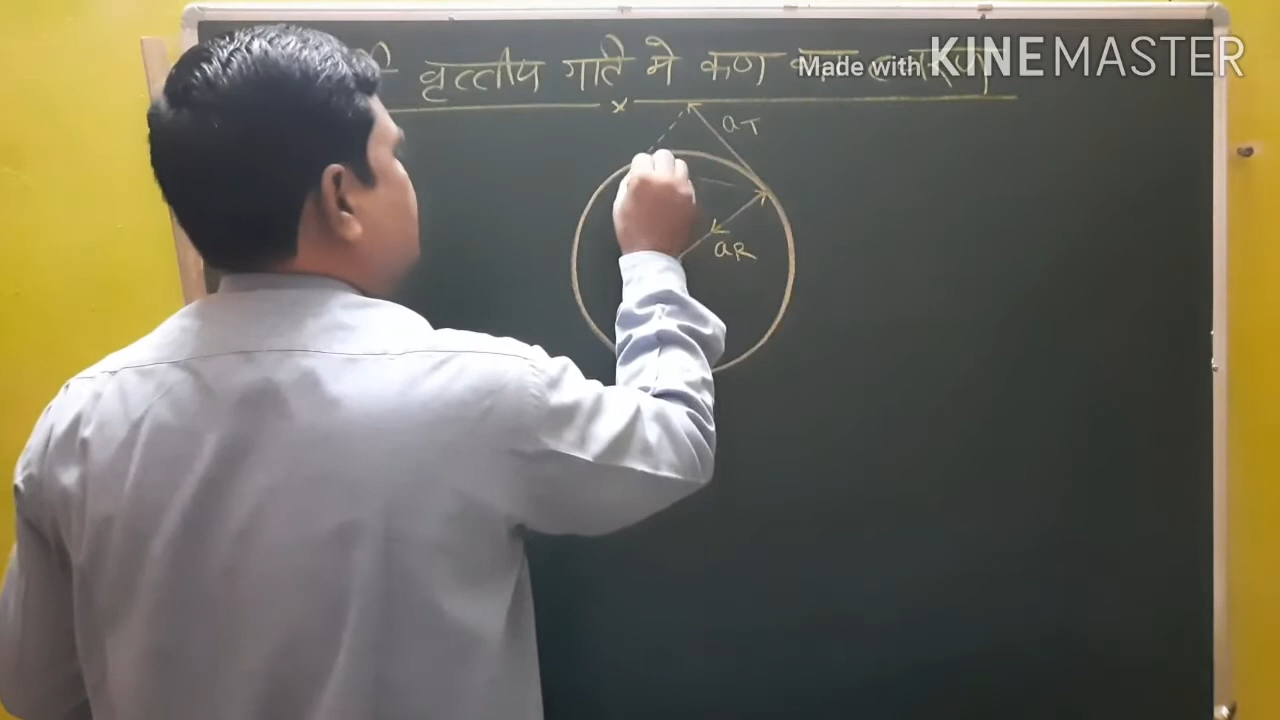 वृत्तीय गति मे कण का
Made with KINEMASTER
x
aT
aR